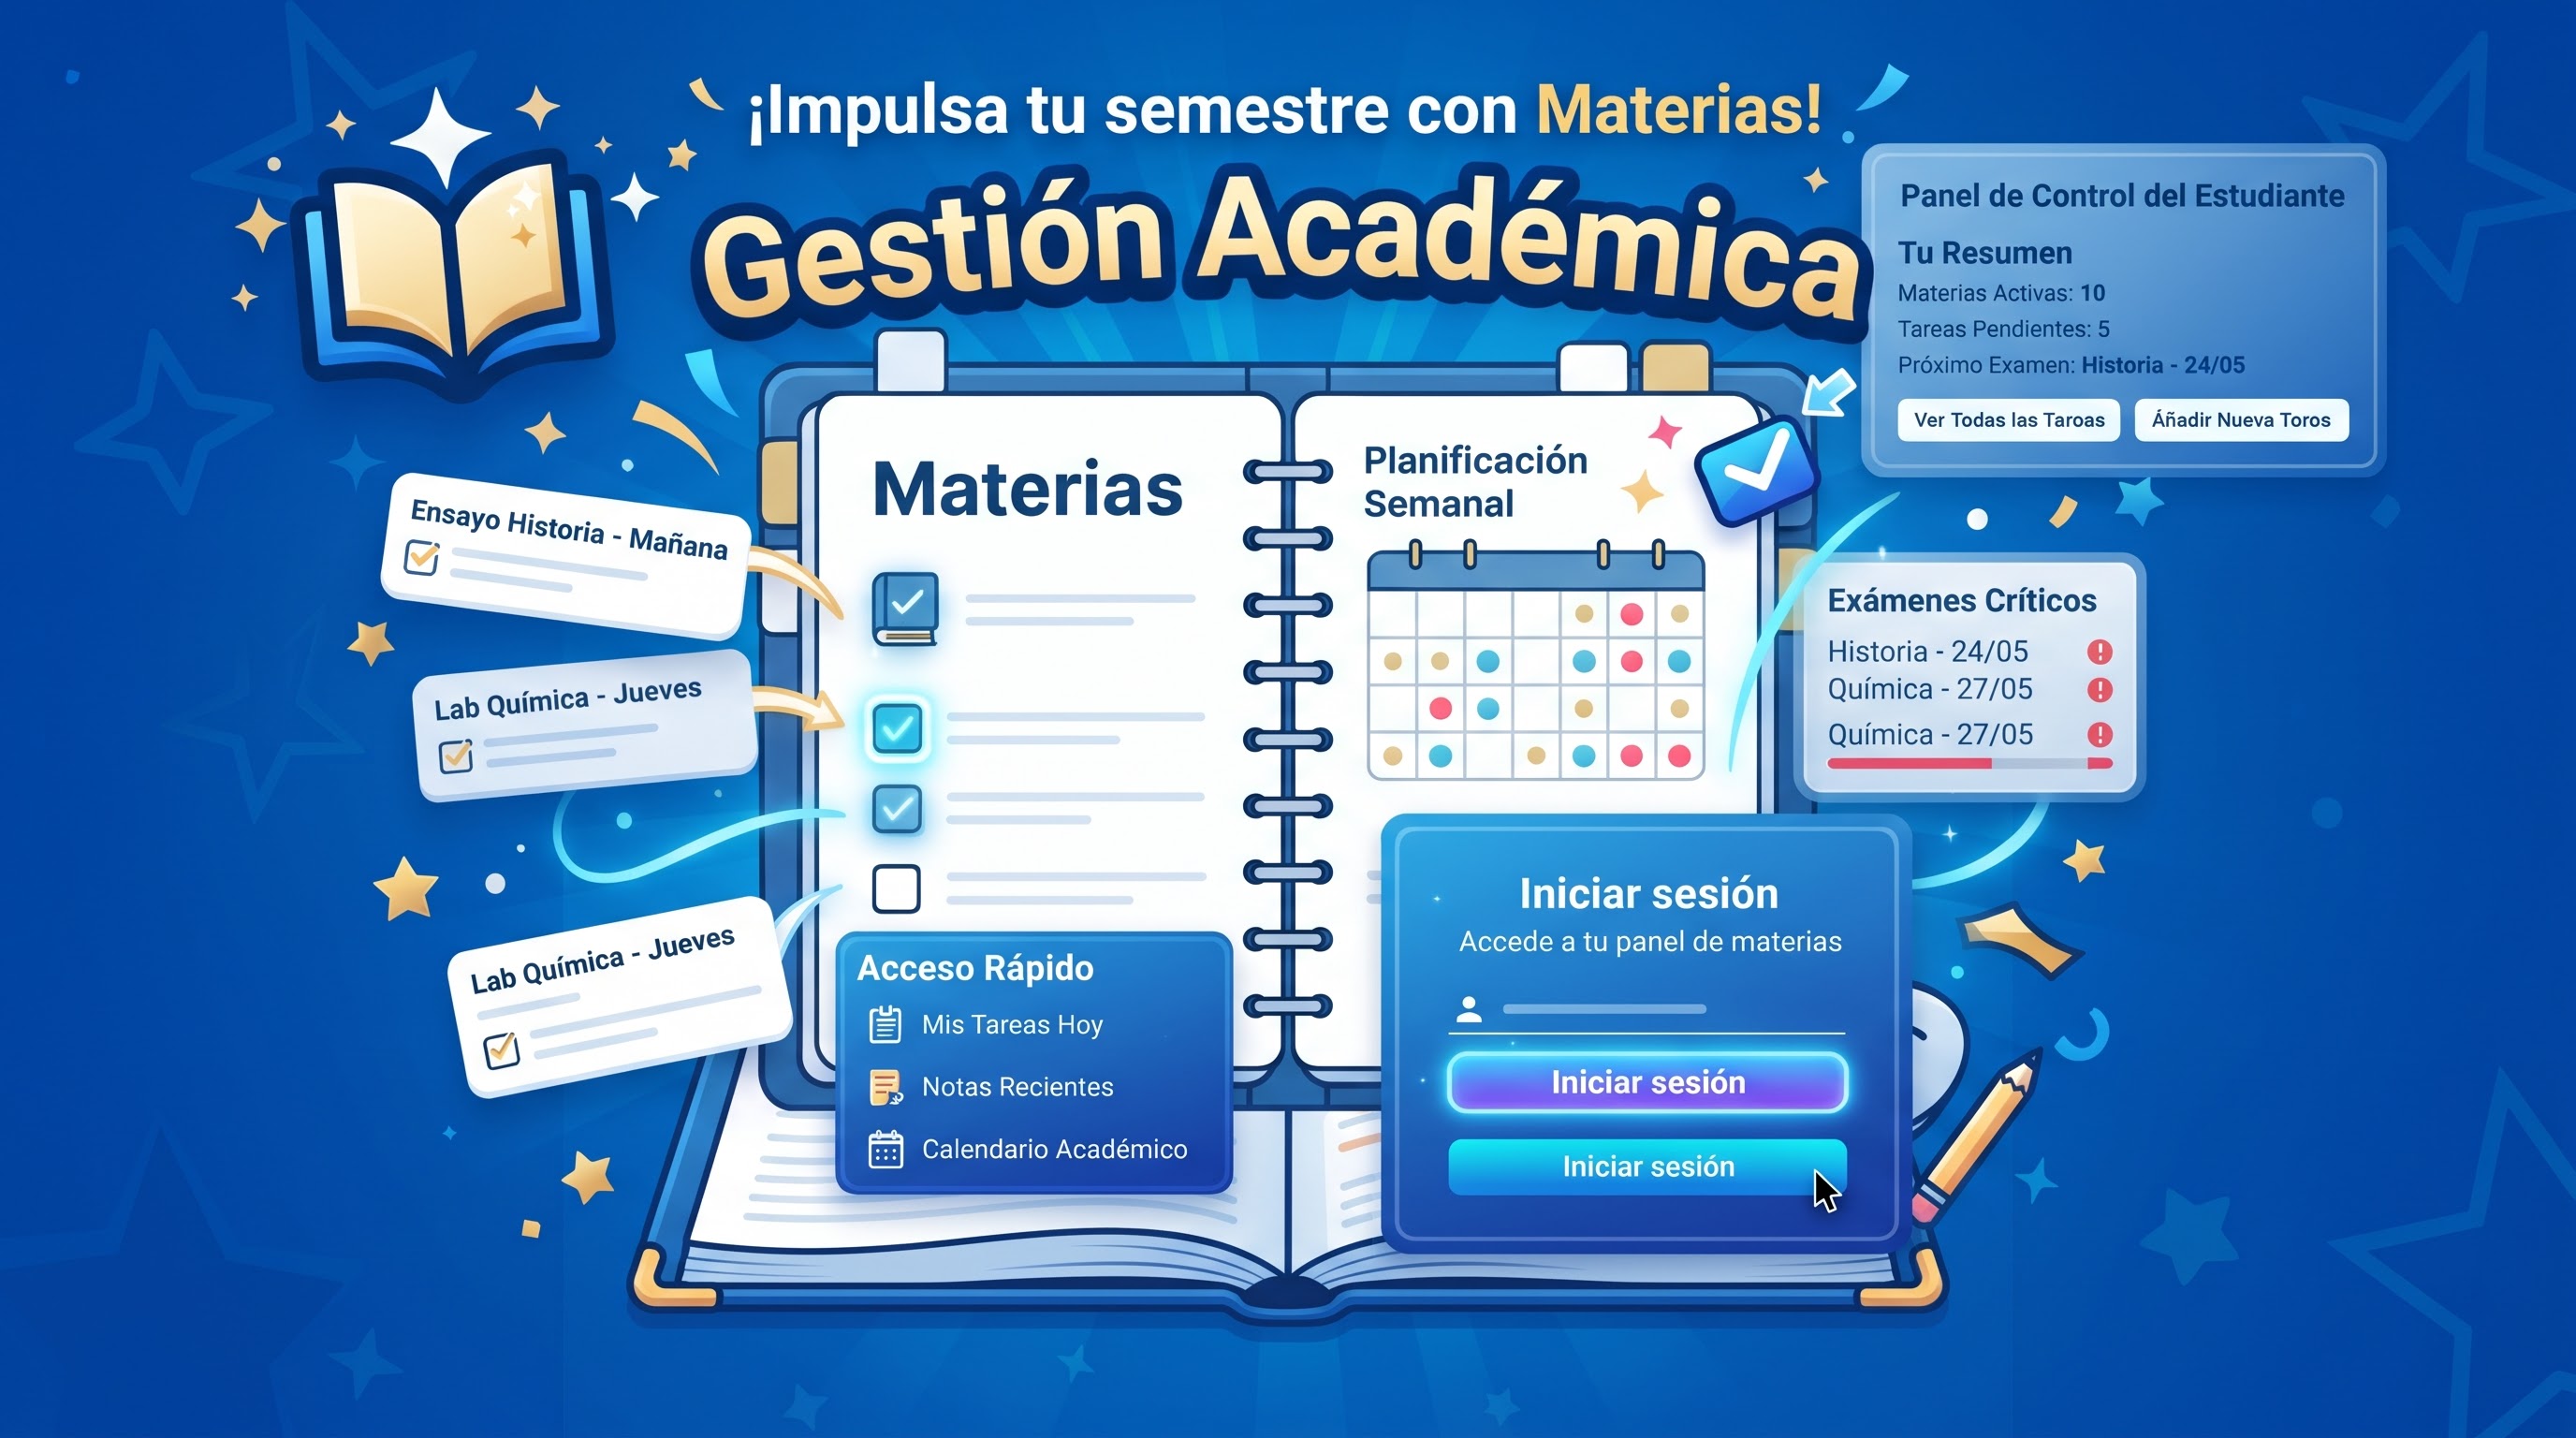 ¡Impulsa tu semestre con Materias!
Gestión Académica
Panel de Control del Estudiante
Tu Resumen
Materias Activas: 10
Tareas Pendientes: 5
Próximo Examen: Historia - 24/05
Ver Todas las Taroas
Áñadir Nueva Toros
Ensayo Historia - Mañana
Lab Química - Jueves
Lab Química - Jueves
Materias
Planificación
Semanal
Exámenes Críticos
Historia - 24/05
Química - 27/05
Química - 27/05
Acceso Rápido
Mis Tareas Hoy
Notas Recientes
Calendario Académico
Iniciar sesión
Accede a tu panel de materias
Iniciar sesión
Iniciar sesión